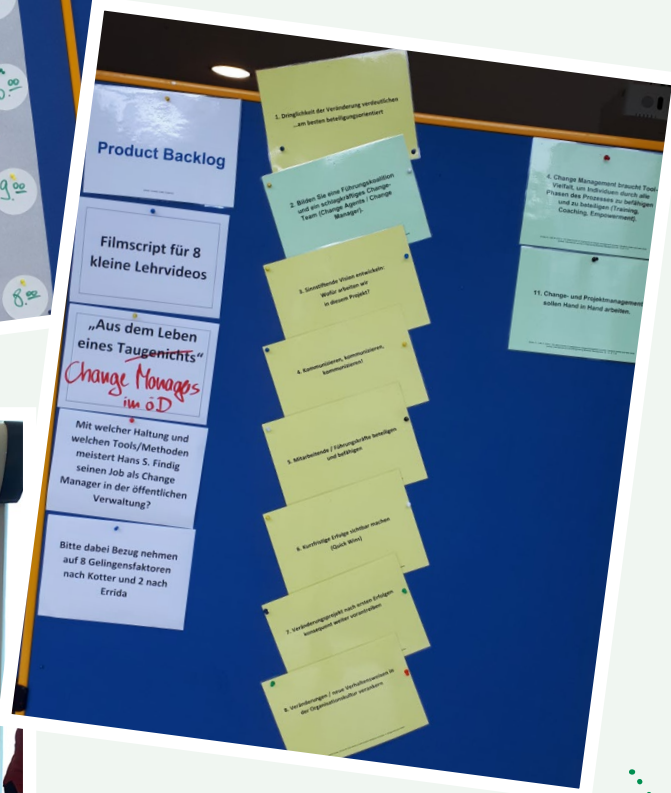 Product Backlog
Filmscript für 8
kleine Lehrvideos
„Aus dem Leben
eines Taugenichts“
Change Managers
im öD
Mit welcher Haltung und
welchen Tools/Methoden
meistert Hans S. Findig
seinen Job als Change
Manager in der öffentlichen
Verwaltung?
Bitte dabei Bezug nehmen
auf 8 Gelingensfaktoren
nach Kotter und 2 nach
Errida
1. Dringlichkeit der Veränderung verdeutlichen
...am besten beteiligungsorientiert
2. Bilden Sie eine Führungskoalition
und ein schlagkräftiges Change-
Team (Change Agents / Change
Manager).
3. Sinnstiftende Vision entwickeln:
Wofür arbeiten wir
in diesem Projekt?
4. Kommunizieren, kommunizieren,
kommunizieren!
5. Mitarbeitende / Führungskräfte beteiligen
und befähigen
6. Kurzfristige Erfolge sichtbar machen
(Quick Wins)
7. Veränderungsprojekt nach ersten Erfolgen
konsequent weiter vorantreiben
8. Veränderungen / neue Verhaltensweisen in
der Organisationskultur verankern
4. Change Management braucht Tool-
Vielfalt, um Individuen durch alle
Phasen des Prozesses zu befähigen
und zu beteiligen (Training,
Coaching, Empowerment).
11. Change- und Projektmanagement
sollen Hand in Hand arbeiten.
9.00
8.00